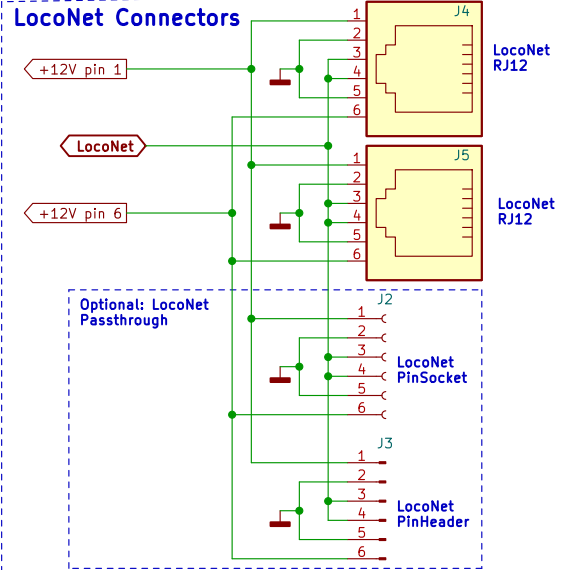 LocoNet Connectors
J4
1
2
3
4
5
6
LocoNet
RJ12
+12V pin 1
LocoNet
J5
1
2
3
4
5
6
LocoNet
RJ12
+12V pin 6
Optional: LocoNet
Passthrough
J2
1
2
3
4
5
6
LocoNet
PinSocket
J3
1
2
3
4
5
6
LocoNet
PinHeader